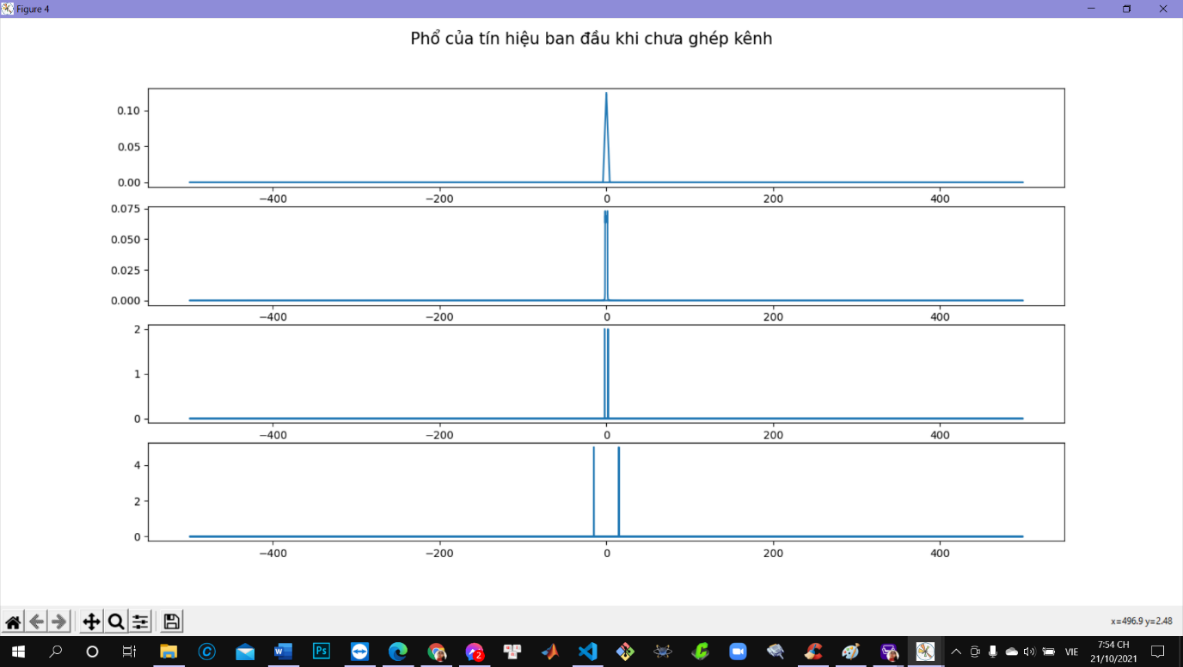 Figure 4
Phổ của tín hiệu ban đầu khi chưa ghép kênh
0.10
0.05
0.00
−400 −200 0 200 400
0.075
0.050
0.025
0.000
−400 −200 0 200 400
2
1
0
−400 −200 0 200 400
4
2
0
−400 −200 0 200 400
x=496.9 y=2.48
W Ps 2 VIE 7:54 CH
21/10/2021